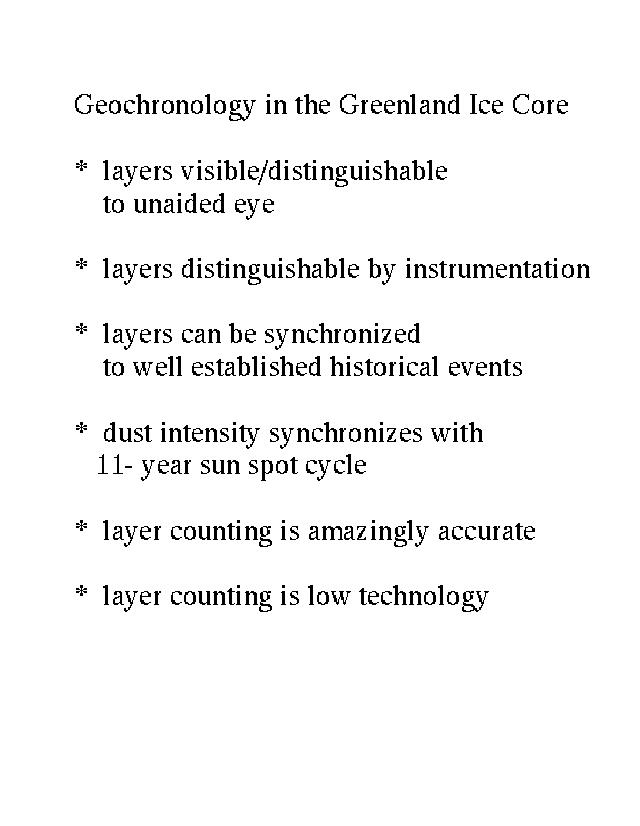 Geochronology in the Greenland Ice Core
* layers visible/distinguishable
to unaided eye
* layers distinguishable by instrumentation
* layers can be synchronized
to well established historical events
* dust intensity synchronizes with
11- year sun spot cycle
* layer counting is amazingly accurate
* layer counting is low technology